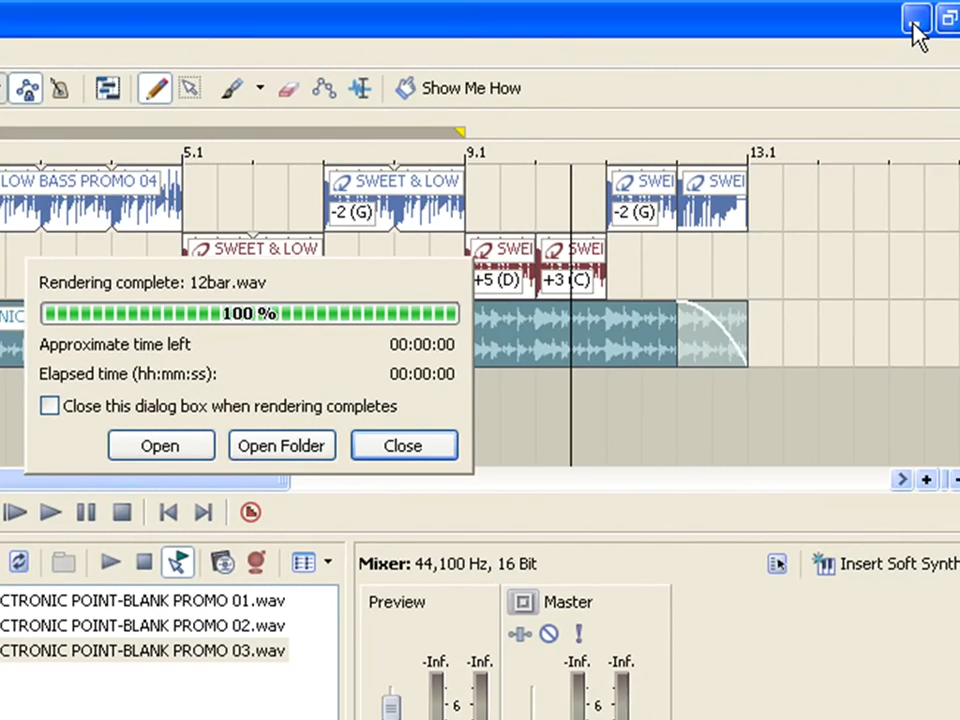 Show Me How
5.1
9.1
13.1
LOW BASS PROMO 04
SWEET & LOW
SWEI
SWEI
-2 (G)
-2 (G)
SWEET & LOW
SWEI
SWEI
+5 (D)
+3 (C)
NIC
Rendering complete: 12bar.wav
100 %
Approximate time left
00:00:00
Elapsed time (hh:mm:ss):
00:00:00
Close this dialog box when rendering completes
Open
Open Folder
Close
Mixer: 44,100 Hz, 16 Bit
Insert Soft Synth
CTRONIC POINT-BLANK PROMO 01.wav
CTRONIC POINT-BLANK PROMO 02.wav
CTRONIC POINT-BLANK PROMO 03.wav
Preview
Master
-Inf. -Inf.
-Inf. -Inf.
- 6 -
- 6 -